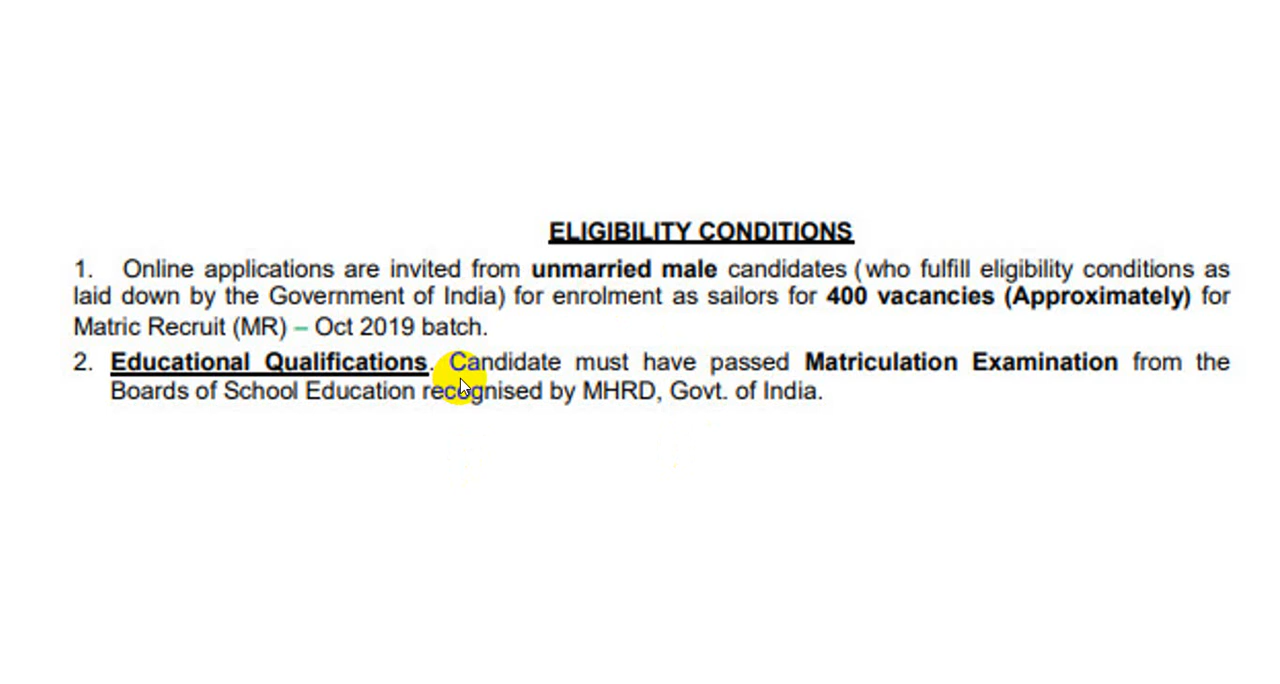 ELIGIBILITY CONDITIONS
1. Online applications are invited from unmarried male candidates (who fulfill eligibility conditions as
laid down by the Government of India) for enrolment as sailors for 400 vacancies (Approximately) for
Matric Recruit (MR) – Oct 2019 batch.
2. Educational Qualifications. Candidate must have passed Matriculation Examination from the
Boards of School Education recognised by MHRD, Govt. of India.